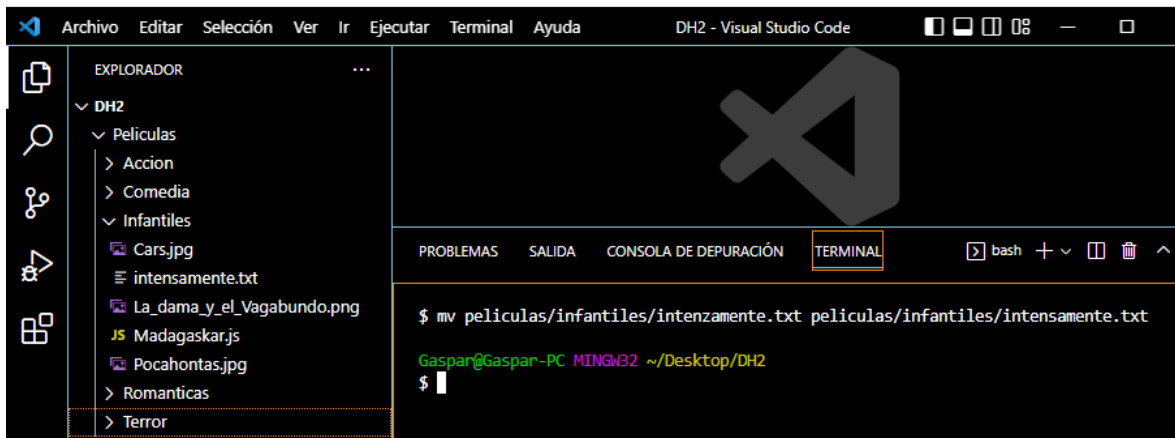 Archivo Editar Selección Ver Ir Ejecutar Terminal Ayuda DH2 - Visual Studio Code
EXPLORADOR ...
DH2
Peliculas
Accion
Comedia
Infantiles
Cars.jpg
intensamente.txt
La_dama_y_el_Vagabundo.png
JS Madagaskar.js
Pocahontas.jpg
Romanticas
Terror
PROBLEMAS SALIDA CONSOLA DE DEPURACIÓN TERMINAL bash
$ mv peliculas/infantiles/intenzamente.txt peliculas/infantiles/intensamente.txt
Gaspar@Gaspar-PC MINGW32 ~/Desktop/DH2
$